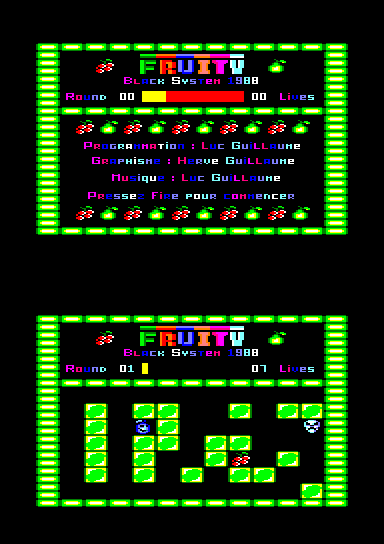 FRUITY
Black System 1988
Round 00 00 Lives
Programmation : Luc Guillaume
Graphisme : Herve Guillaume
Musique : Luc Guillaume
Pressez Fire pour commencer
FRUITY
Black System 1988
Round 01 07 Lives